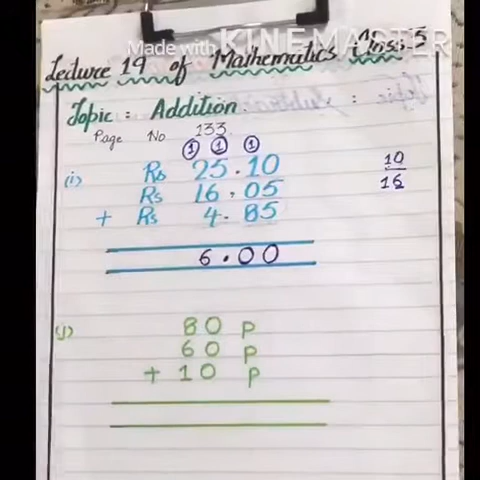 Made with KINEMASTER
Lecture 19 of Mathematics Class 5
Topic : Addition
Page No 133
1 1 1
(i) Rs 25.10
Rs 16.05
+ Rs 4.85
6.00
10
16
(j) 80 p
60 p
+ 10 p